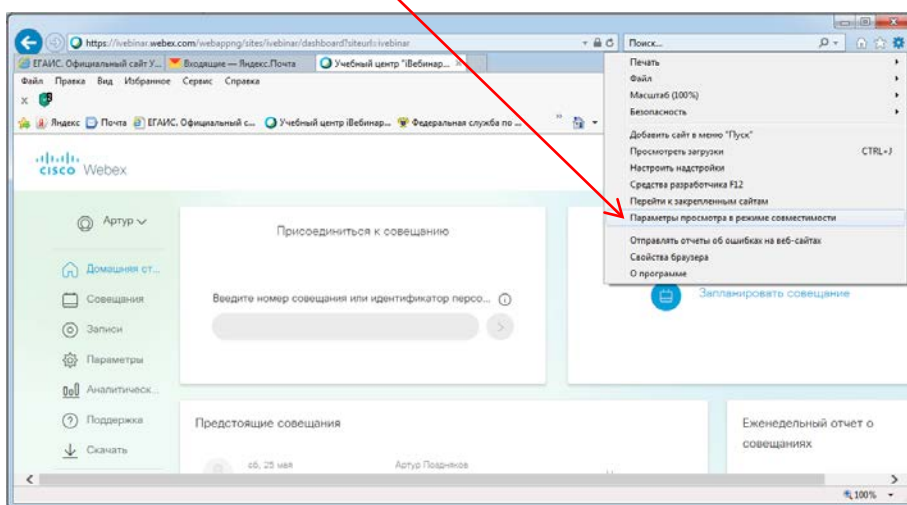 https://ivebinar.webex.com/webappng/sites/ivebinar/dashboard?siteurl=ivebinar
Поиск...
ЕГАИС. Официальный сайт У...
Входящие — Яндекс.Почта
Учебный центр "iВебинар...
Файл Правка Вид Избранное Сервис Справка
x
Яндекс Почта ЕГАИС. Официальный с... Учебный центр iВебинар... Федеральная служба по ...
Печать
Файл
Масштаб (100%)
Безопасность
Добавить сайт в меню "Пуск"
Просмотреть загрузки CTRL+J
Настроить надстройки
Средства разработчика F12
Перейти к закрепленным сайтам
Параметры просмотра в режиме совместимости
Отправлять отчеты об ошибках на веб-сайтах
Свойства браузера
О программе
cisco Webex
Артур
Домашняя ст...
Совещания
Записи
Параметры
Аналитическ...
Поддержка
Скачать
Присоединиться к совещанию
Введите номер совещания или идентификатор персо...
Запланировать совещание
Предстоящие совещания
сб, 25 мая
Артур Поздняков
Еженедельный отчет о
совещаниях
100%